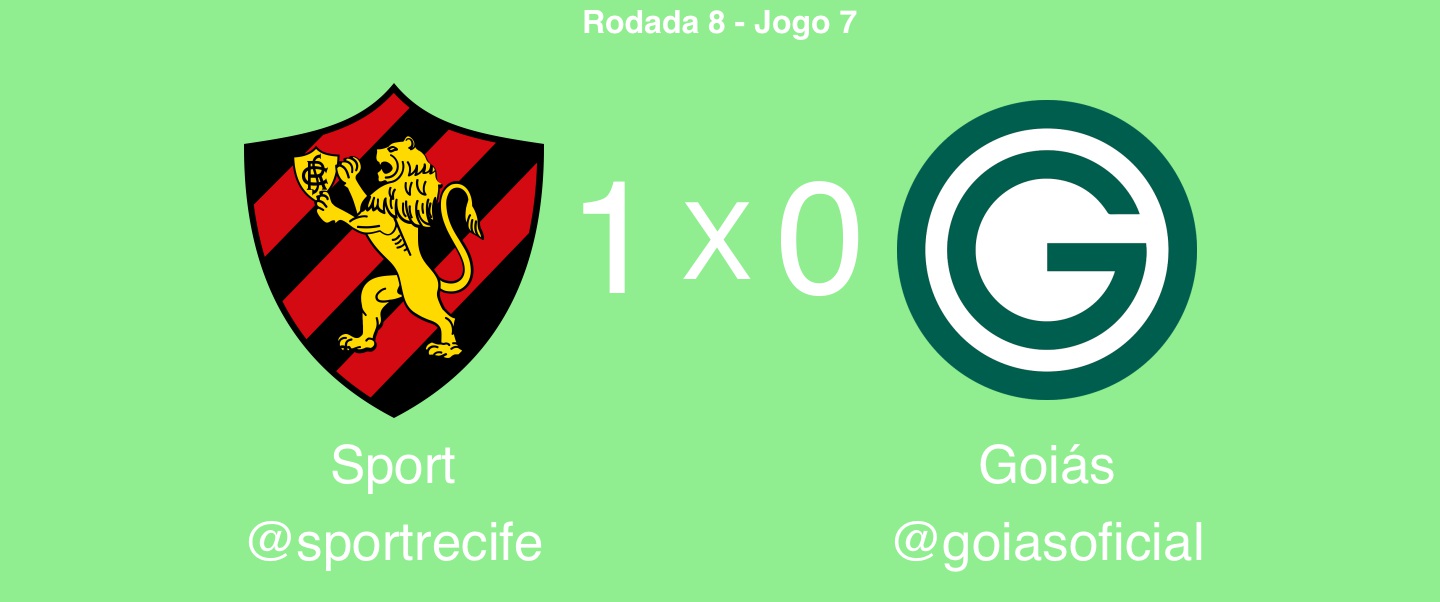 Rodada 8 - Jogo 7
1 x 0
Sport
Goiás
@sportrecife
@goiasoficial